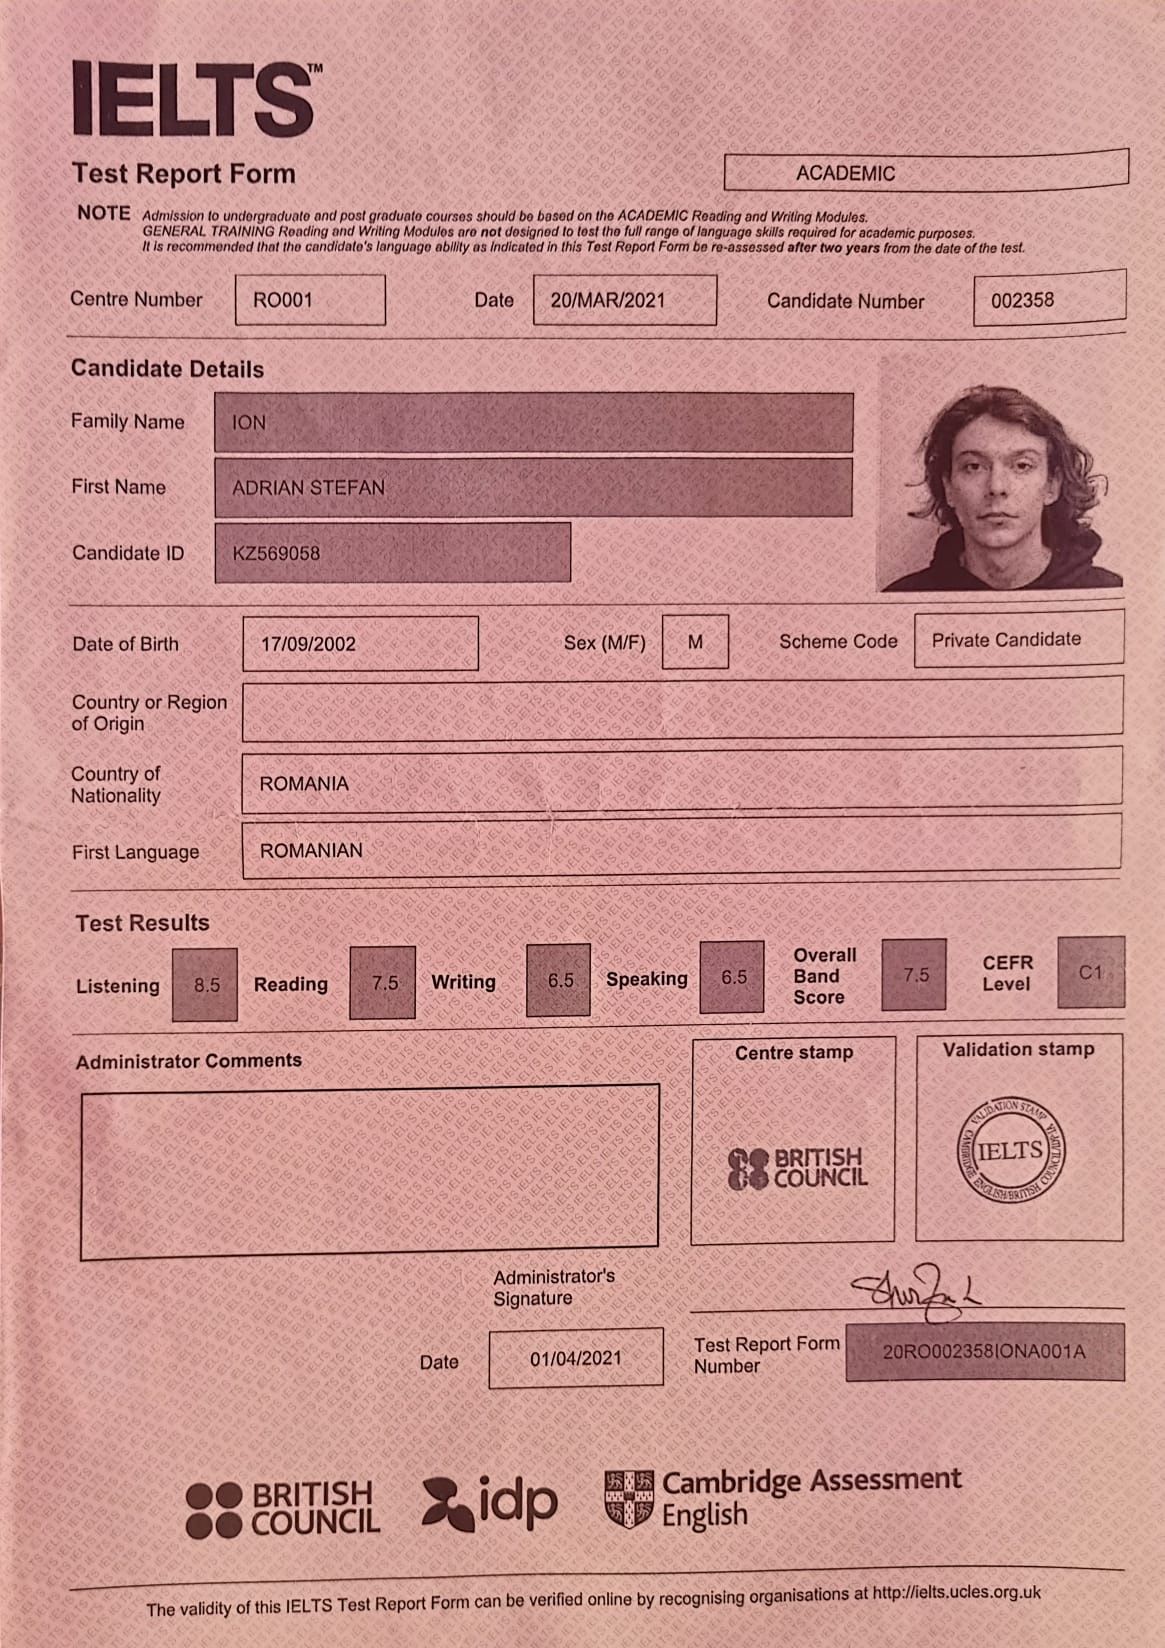 IELTS™
Test Report Form
ACADEMIC
NOTE Admission to undergraduate and post graduate courses should be based on the ACADEMIC Reading and Writing Modules.
GENERAL TRAINING Reading and Writing Modules are not designed to test the full range of language skills required for academic purposes.
It is recommended that the candidate's language ability as indicated in this Test Report Form be re-assessed after two years from the date of the test.
Centre Number RO001 Date 20/MAR/2021 Candidate Number 002358
Candidate Details
Family Name ION
First Name ADRIAN STEFAN
Candidate ID KZ569058
Date of Birth 17/09/2002 Sex (M/F) M Scheme Code Private Candidate
Country or Region
of Origin
Country of
Nationality
ROMANIA
First Language ROMANIAN
Test Results
Listening 8.5 Reading 7.5 Writing 6.5 Speaking 6.5 Overall Band Score 7.5 CEFR Level C1
Administrator Comments
Centre stamp
Validation stamp
BRITISH
COUNCIL
VALIDATION STAMP
IELTS
CAMBRIDGE ENGLISH/BRITISH COUNCIL/IDP:IA
Administrator's
Signature
Date 01/04/2021
Test Report Form
Number
20RO002358IONA001A
BRITISH
COUNCIL
idp
Cambridge Assessment
English
The validity of this IELTS Test Report Form can be verified online by recognising organisations at http://ielts.ucles.org.uk